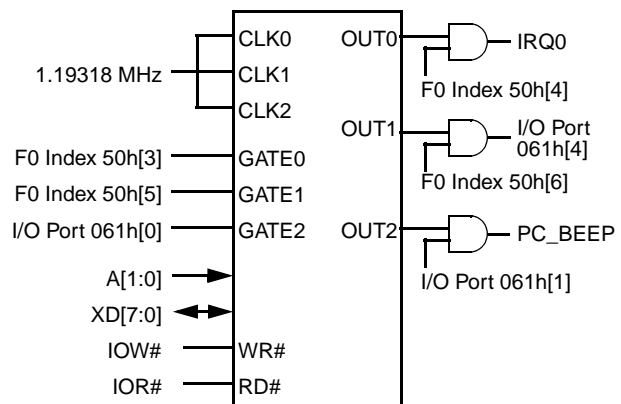 CLK0 OUT0 IRQ0
1.19318 MHz CLK1
F0 Index 50h[4]
CLK2
OUT1 I/O Port
061h[4]
F0 Index 50h[3] GATE0
F0 Index 50h[5] GATE1 F0 Index 50h[6]
I/O Port 061h[0] GATE2 OUT2 PC_BEEP
A[1:0] I/O Port 061h[1]
XD[7:0]
IOW# WR#
IOR# RD#